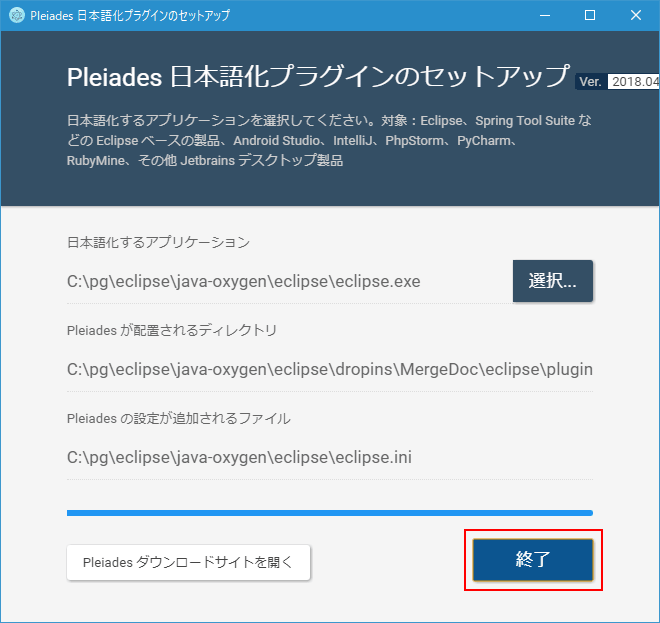 Pleiades 日本語化プラグインのセットアップ
Pleiades 日本語化プラグインのセットアップ Ver. 2018.04
日本語化するアプリケーションを選択してください。対象：Eclipse、Spring Tool Suite な
どの Eclipse ベースの製品、Android Studio、IntelliJ、PhpStorm、PyCharm、
RubyMine、その他 Jetbrains デスクトップ製品
日本語化するアプリケーション
C:\pg\eclipse\java-oxygen\eclipse\eclipse.exe
選択...
Pleiades が配置されるディレクトリ
C:\pg\eclipse\java-oxygen\eclipse\dropins\MergeDoc\eclipse\plugin
Pleiades の設定が追加されるファイル
C:\pg\eclipse\java-oxygen\eclipse\eclipse.ini
Pleiades ダウンロードサイトを開く
終了